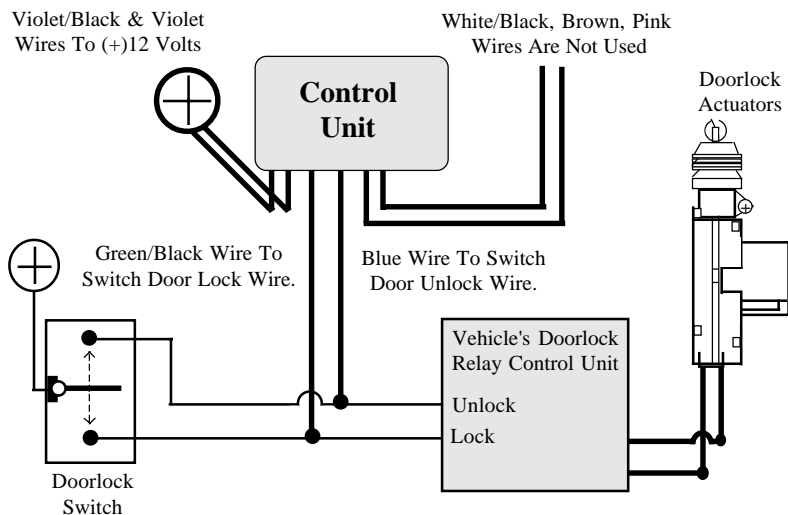 Violet/Black & Violet
Wires To (+)12 Volts
White/Black, Brown, Pink
Wires Are Not Used
Control
Unit
Doorlock
Actuators
Green/Black Wire To
Switch Door Lock Wire.
Blue Wire To Switch
Door Unlock Wire.
Vehicle's Doorlock
Relay Control Unit
Unlock
Lock
Doorlock
Switch